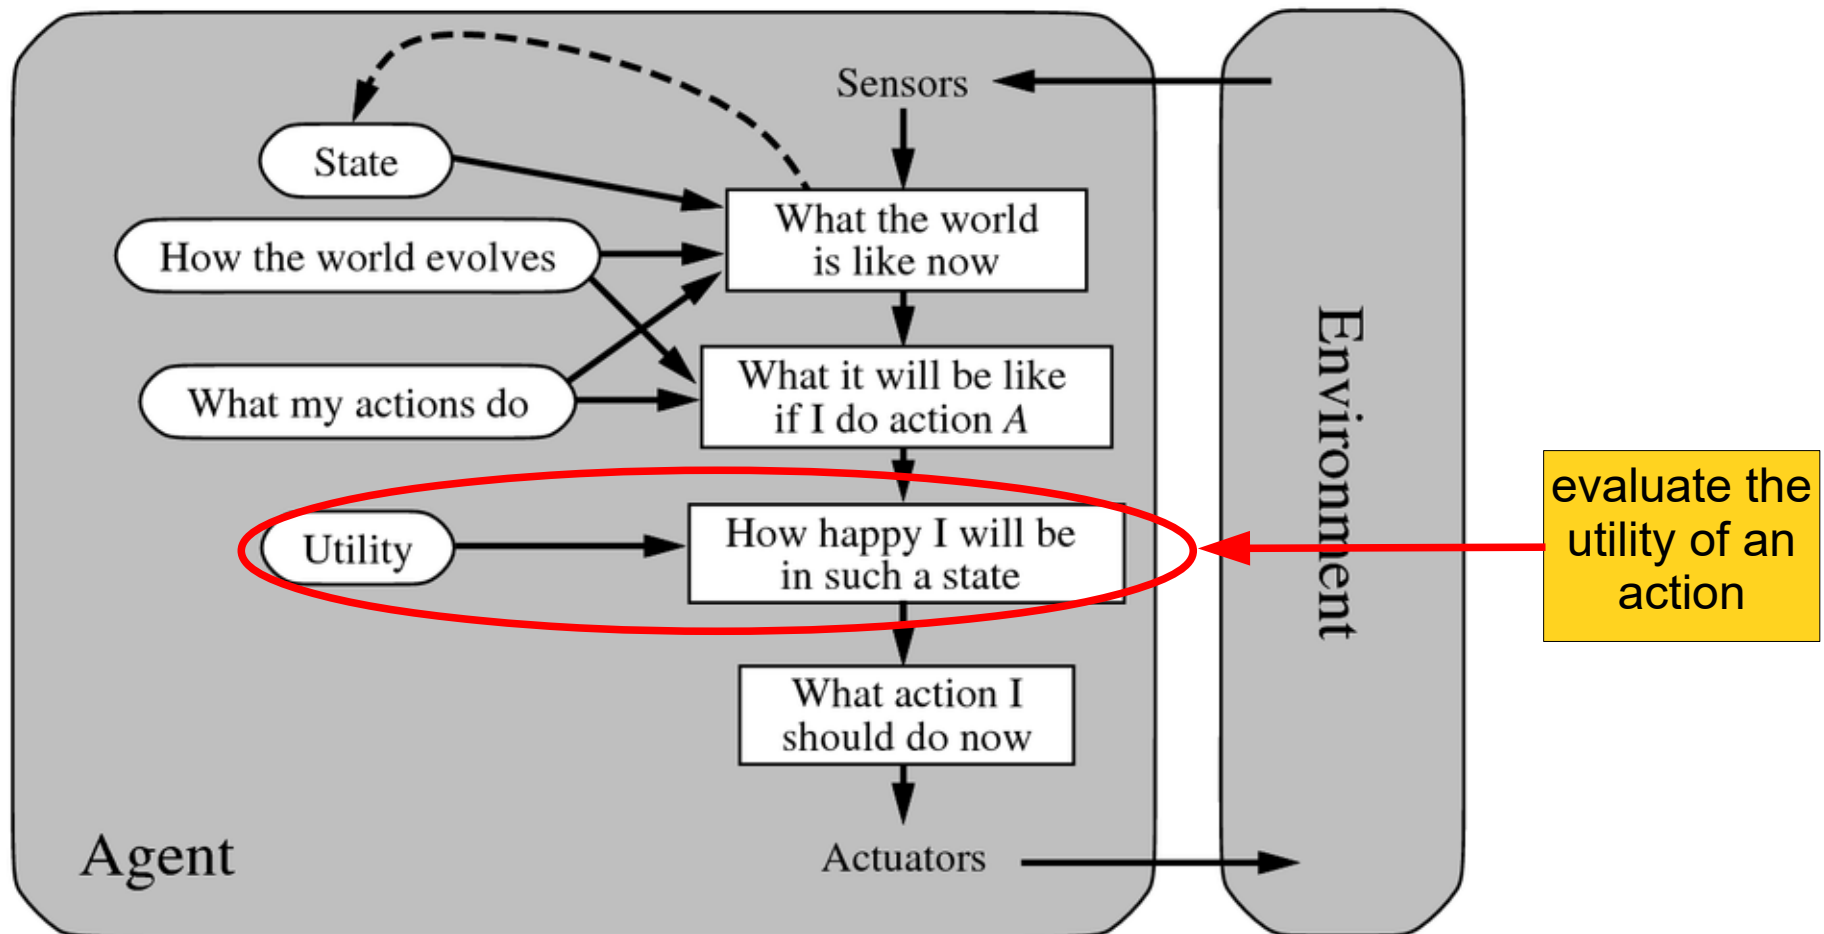 Sensors
State
What the world
is like now
How the world evolves
What it will be like
if I do action A
What my actions do
Utility
How happy I will be
in such a state
What action I
should do now
Agent
Actuators
Environment
evaluate the
utility of an
action